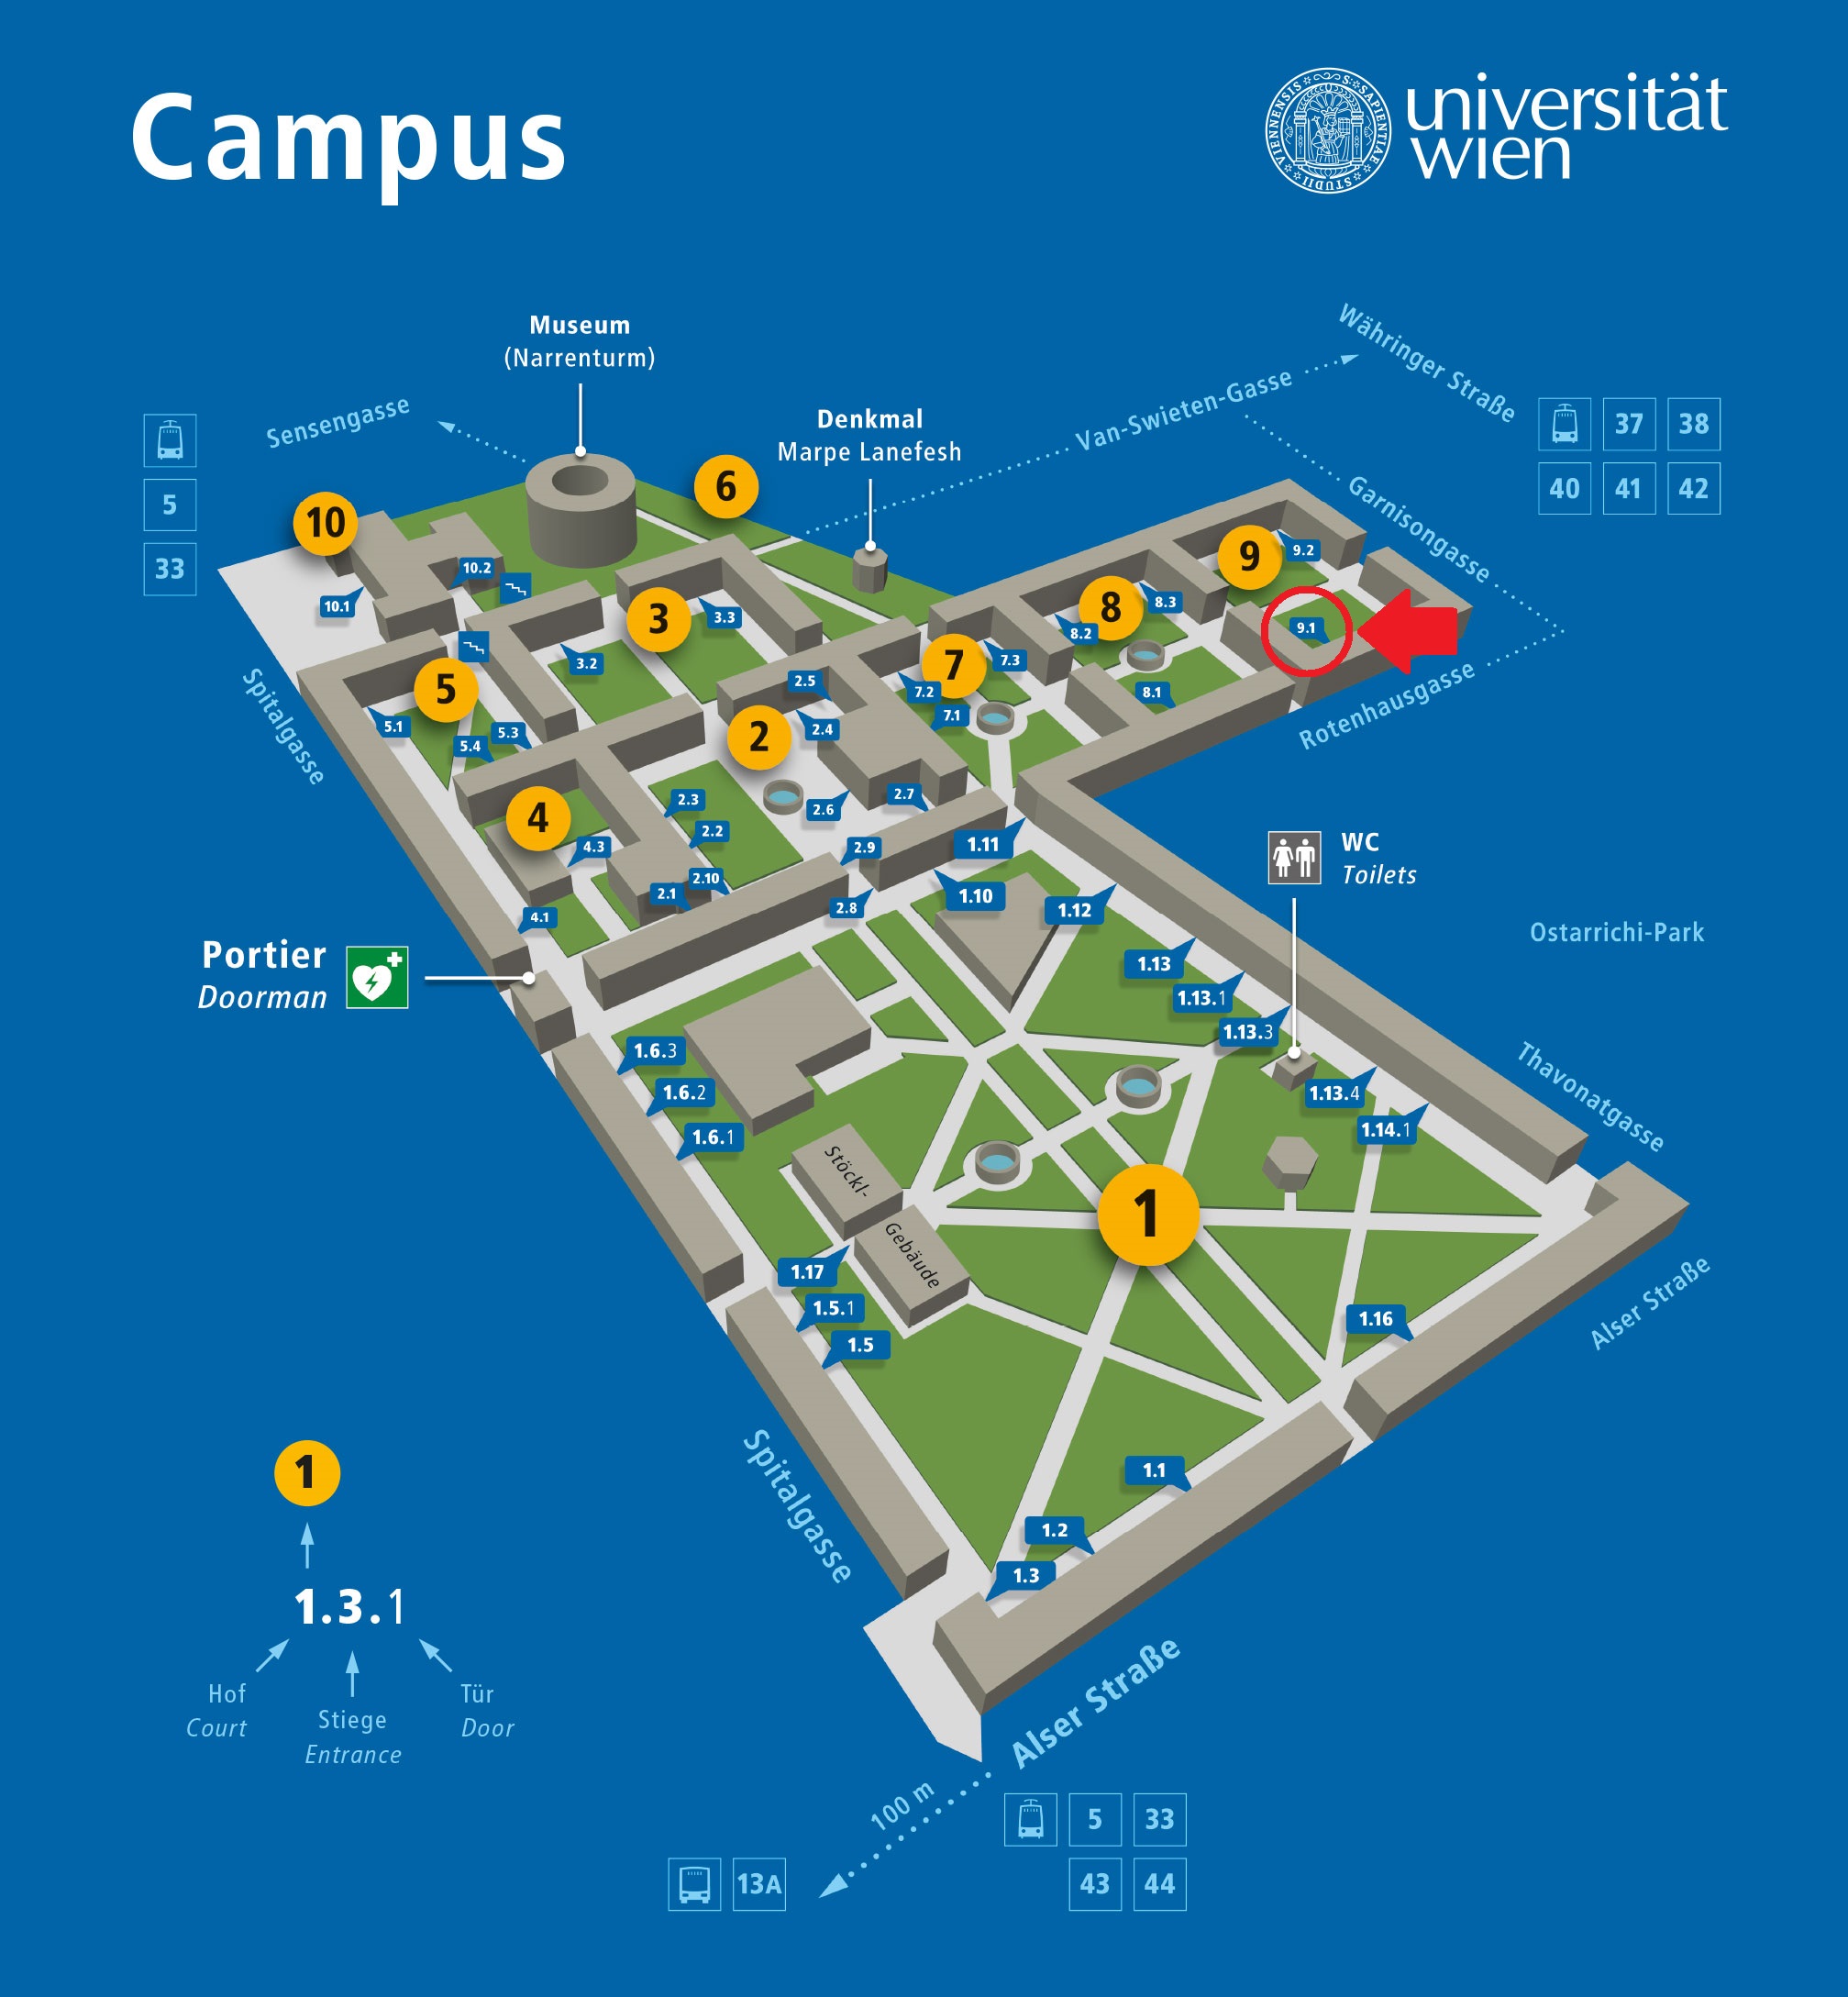 Campus
VIENNENSIS
SAPIENTIAE
STUDII
universität
wien
Museum
(Narrenturm)
Denkmal
Marpe Lanefesh
Sensengasse
Van-Swieten-Gasse
Währinger Straße
Garnisongasse
5
33
37
38
40
41
42
10
6
9
9.2
10.2
10.1
3
3.3
8
8.3
8.2
9.1
3.2
7
7.3
7.2
7.1
8.1
5
5.1
5.3
5.4
2.5
2.4
2
Rotenhausgasse
Spitalgasse
4
4.3
4.1
2.3
2.2
2.6
2.7
2.9
2.10
2.1
2.8
1.11
1.10
1.12
WC
Toilets
Ostarrichi-Park
Portier
Doorman
1.13
1.13.1
1.13.3
1.13.4
1.14.1
Thavonatgasse
1.6.3
1.6.2
1.6.1
Stöckl-
Gebäude
1
1.17
1.5.1
1.5
1.16
Alser Straße
Spitalgasse
1.1
1.2
1.3
1
1.3.1
Hof
Court
Stiege
Entrance
Tür
Door
Alser Straße
100 m
5
33
43
44
13A